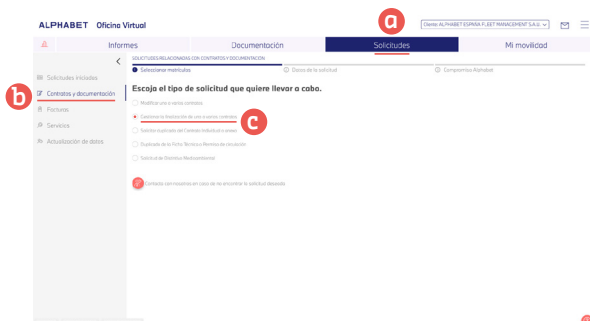 ALPHABET Oficina Virtual
a
Cliente: ALPHABET ESPAÑA FLEET MANAGEMENT S.A.U.
Informes
Documentación
Solicitudes
Mi movilidad
SOLICITUDES RELACIONADAS CON CONTRATOS Y DOCUMENTACIÓN
Seleccionar matrículas
Datos de la solicitud
Compromiso Alphabet
Solicitudes iniciadas
b
Contratos y documentación
Facturas
Servicios
Actualización de datos
Escoja el tipo de solicitud que quiere llevar a cabo.
Modificar uno o varios contratos
Gestionar la finalización de uno o varios contratos
c
Solicitar duplicado del Contrato Individual o anexo
Duplicado de la Ficha Técnica o Permiso de circulación
Solicitud de Distintivo Medioambiental
Contacta con nosotros en caso de no encontrar la solicitud deseada